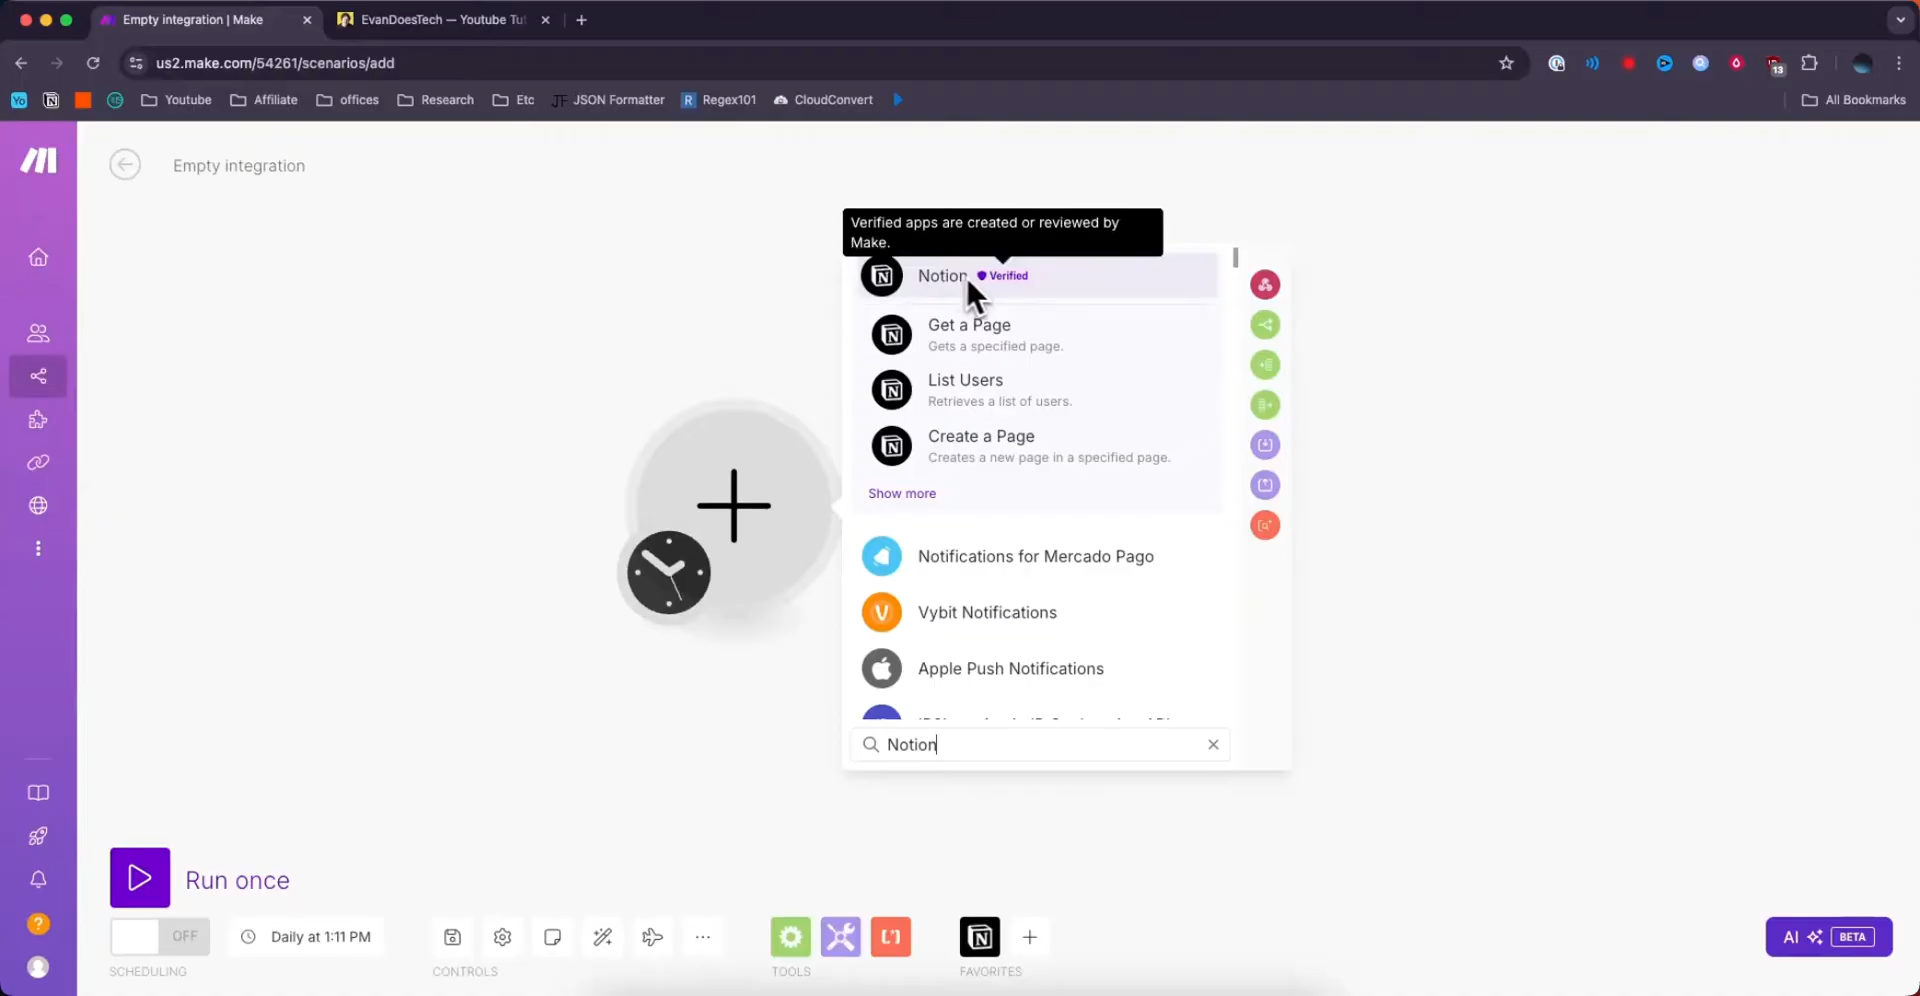 Empty integration | Make
EvanDoesTech — Youtube Tu
us2.make.com/54261/scenarios/add
13
Yo
Youtube
Affiliate
offices
Research
Etc
JF JSON Formatter
R Regex101
CloudConvert
All Bookmarks
Empty integration
Verified apps are created or reviewed by
Make.
Notion
Verified
Get a Page
Gets a specified page.
List Users
Retrieves a list of users.
Create a Page
Creates a new page in a specified page.
Show more
Notifications for Mercado Pago
Vybit Notifications
Apple Push Notifications
Notion
Run once
OFF
Daily at 1:11 PM
AI BETA
SCHEDULING
CONTROLS
TOOLS
FAVORITES